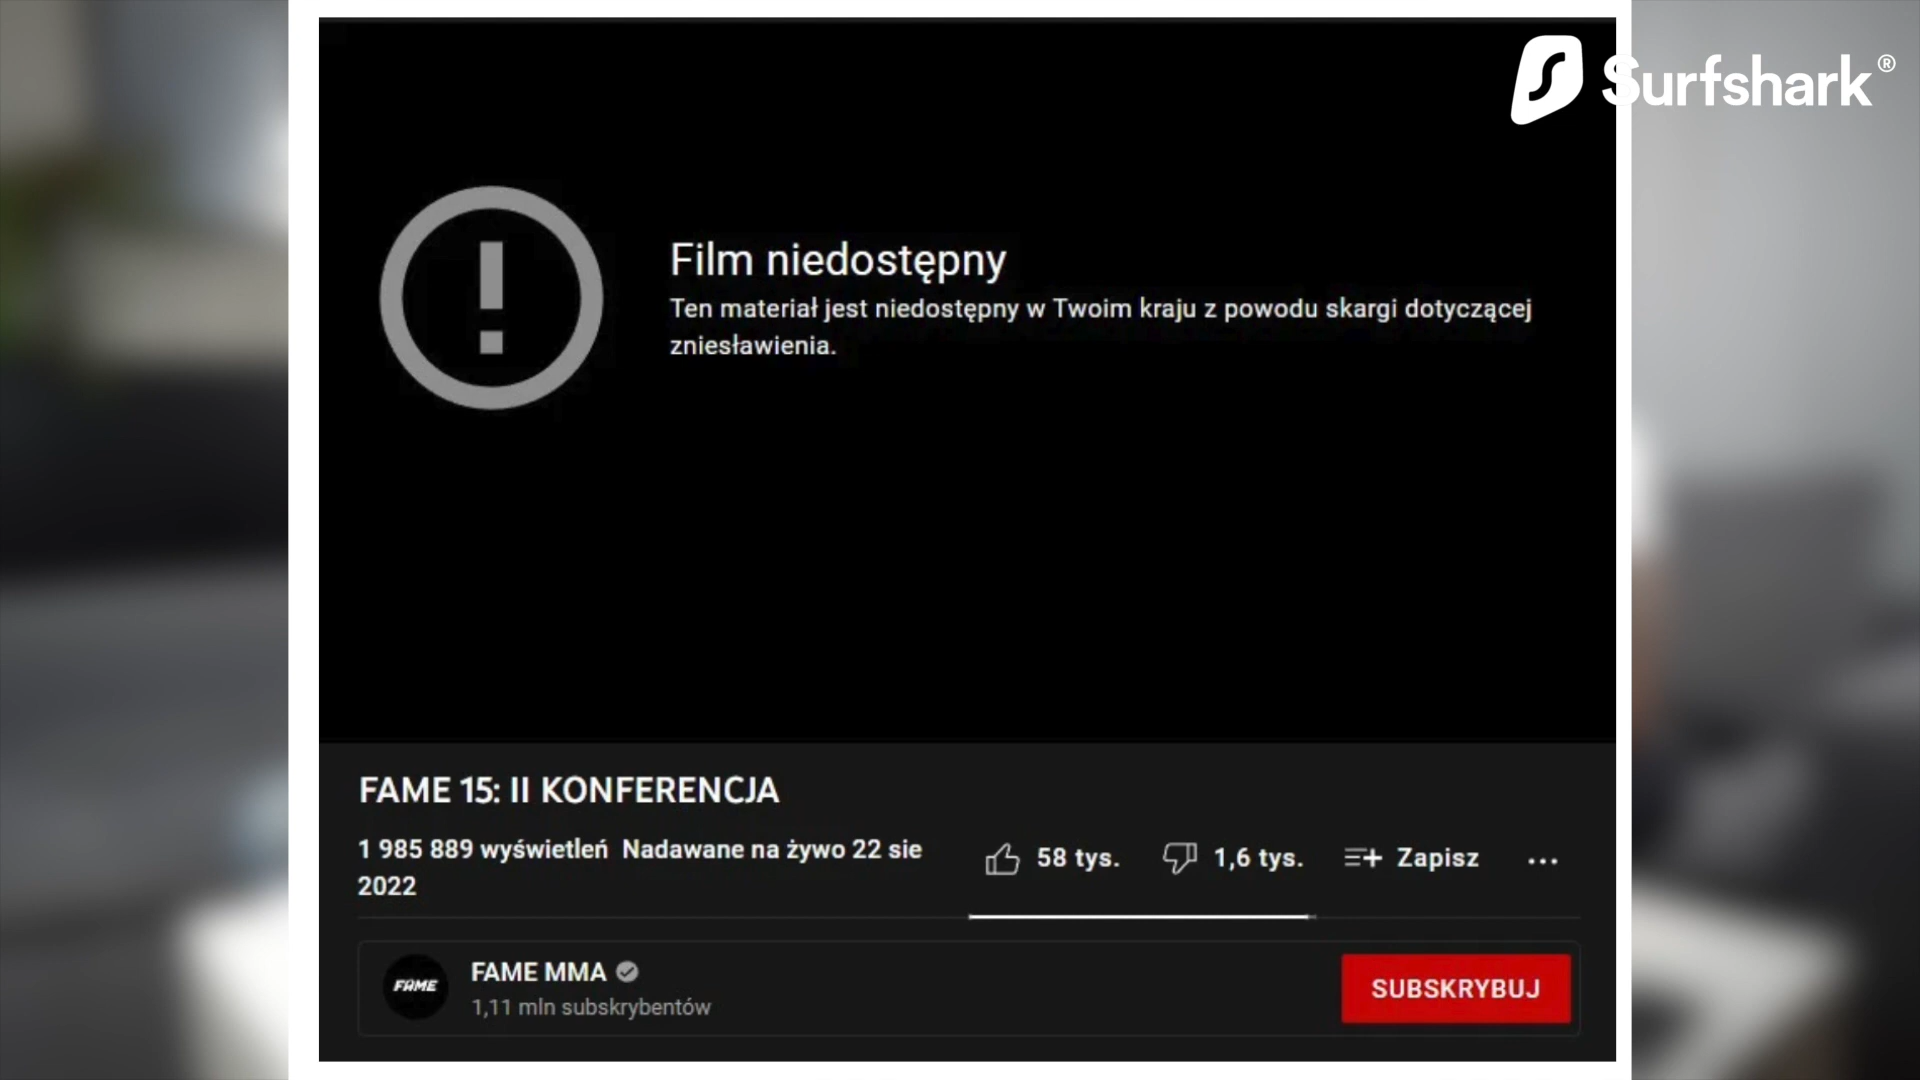 Surfshark®
Film niedostępny
Ten materiał jest niedostępny w Twoim kraju z powodu skargi dotyczącej
zniesławienia.
FAME 15: II KONFERENCJA
1 985 889 wyświetleń Nadawane na żywo 22 sie
2022
58 tys.
1,6 tys.
Zapisz
FAME
FAME MMA
1,11 mln subskrybentów
SUBSKRYBUJ